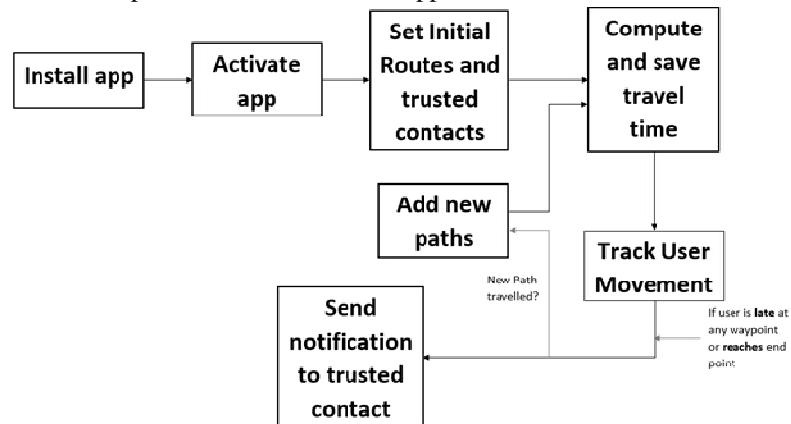 Install app
Activate
app
Set Initial
Routes and
trusted
contacts
Compute
and save
travel
time
Add new
paths
Track User
Movement
New Path
travelled?
If user is late at
any waypoint
or reaches end
point
Send
notification
to trusted
contact